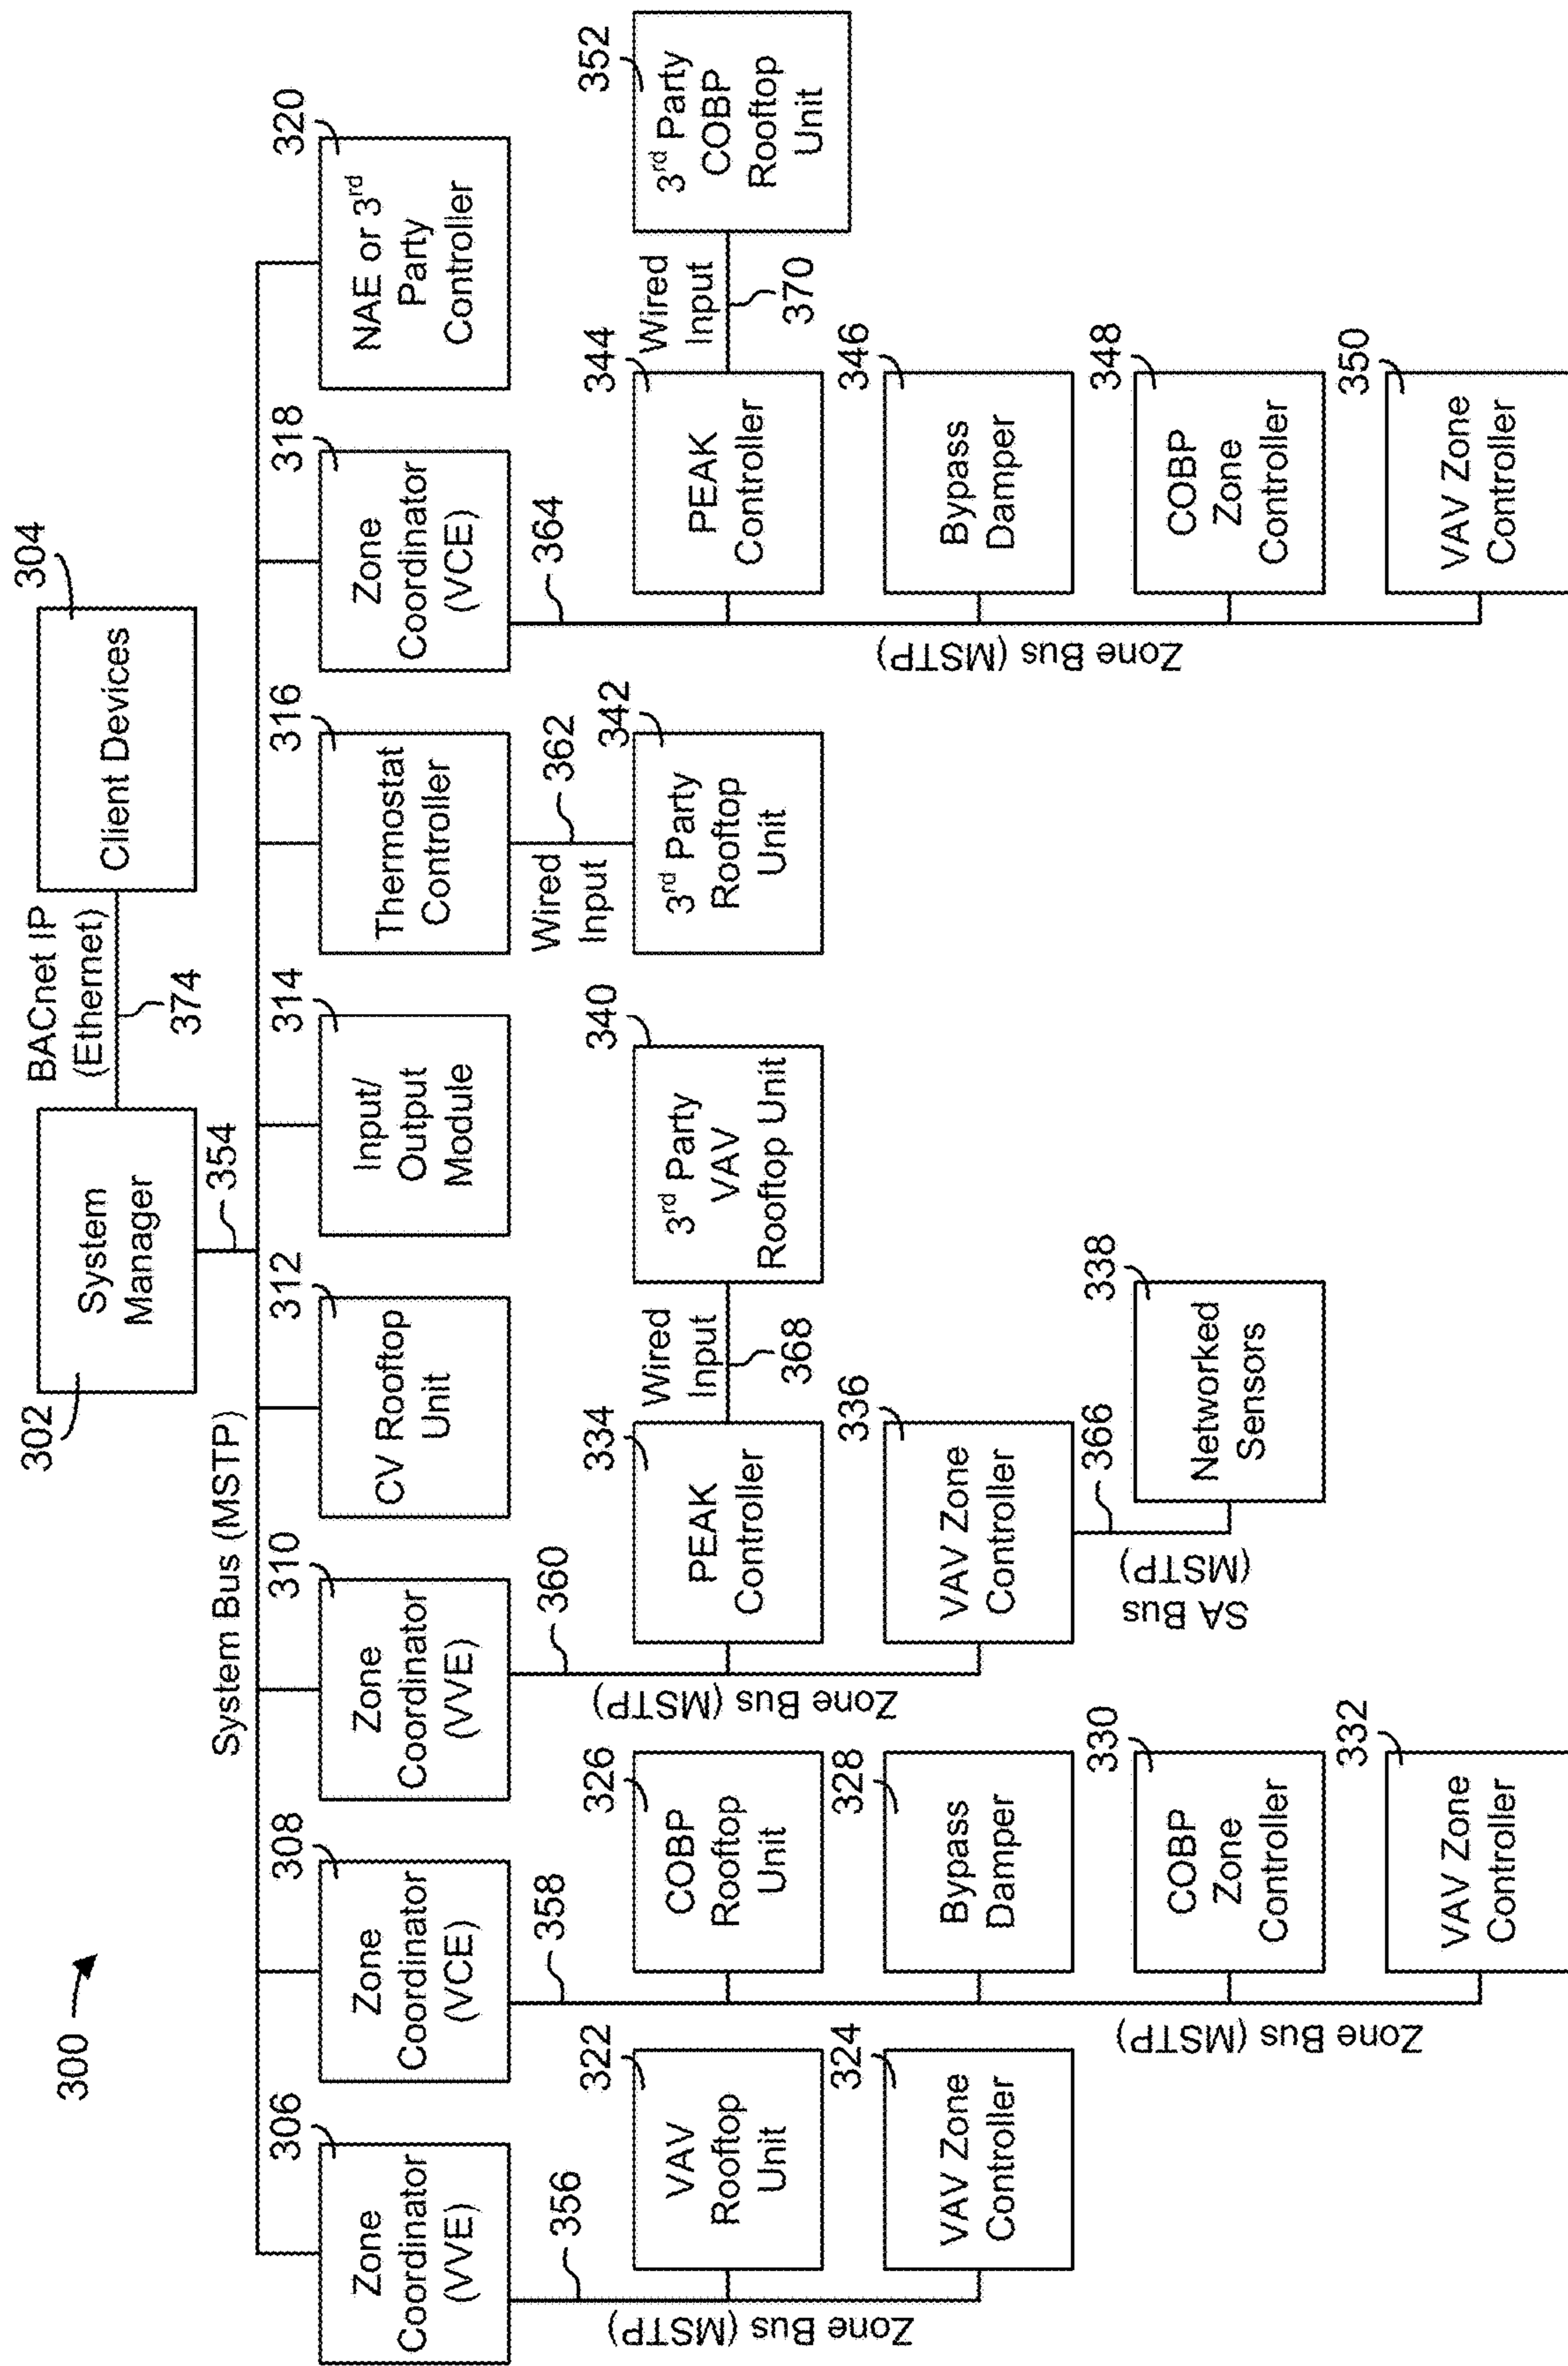 300
302
System
Manager
BACnet IP
(Ethernet)
374
304
Client Devices
354
System Bus (MSTP)
306
Zone
Coordinator
(VVE)
308
Zone
Coordinator
(VCE)
310
Zone
Coordinator
(VVE)
312
CV Rooftop
Unit
314
Input/
Output
Module
316
Thermostat
Controller
318
Zone
Coordinator
(VCE)
320
NAE or 3rd
Party
Controller
356
Zone Bus (MSTP)
322
VAV
Rooftop
Unit
324
VAV Zone
Controller
358
Zone Bus (MSTP)
326
COBP
Rooftop
Unit
328
Bypass
Damper
330
COBP
Zone
Controller
332
VAV Zone
Controller
360
Zone Bus (MSTP)
334
PEAK
Controller
Wired
Input
368
340
3rd Party
VAV
Rooftop Unit
336
VAV Zone
Controller
366
SA Bus
(MSTP)
338
Networked
Sensors
Wired
Input
362
342
3rd Party
Rooftop
Unit
364
Zone Bus (MSTP)
344
PEAK
Controller
Wired
Input
370
352
3rd Party
COBP
Rooftop
Unit
346
Bypass
Damper
348
COBP
Zone
Controller
350
VAV Zone
Controller